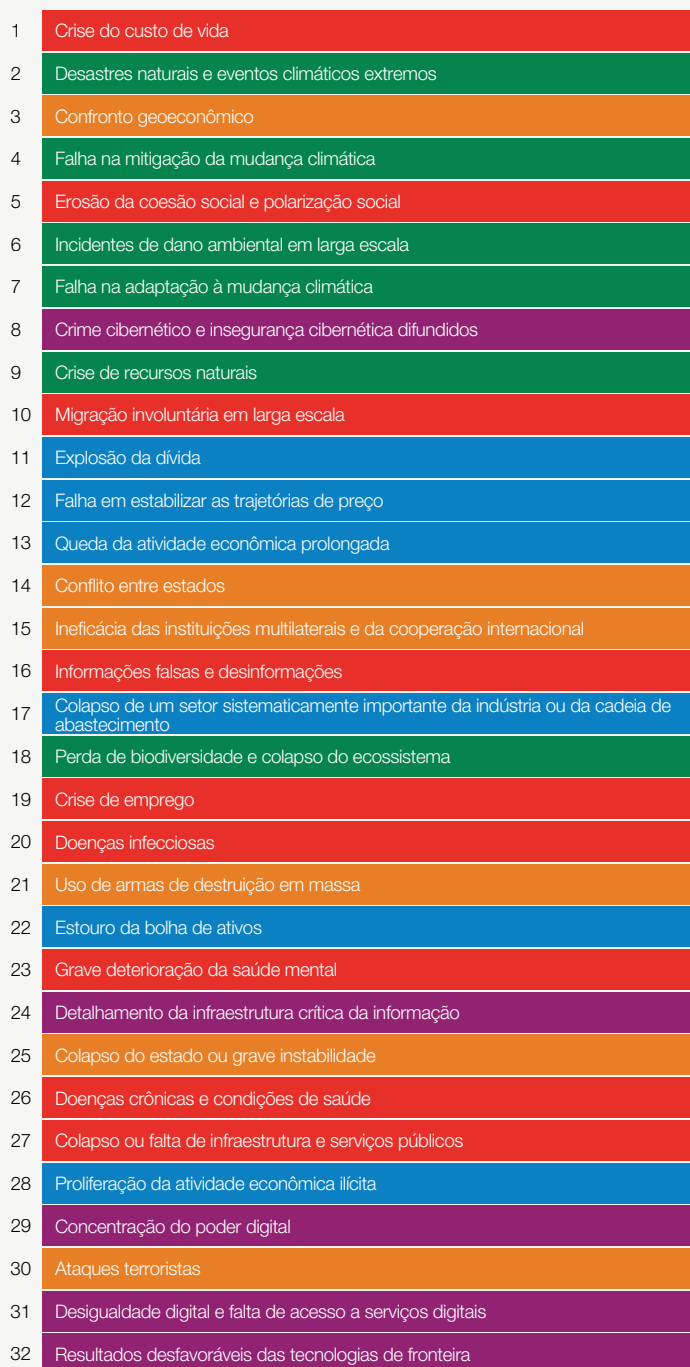 1 Crise do custo de vida
2 Desastres naturais e eventos climáticos extremos
3 Confronto geoeconômico
4 Falha na mitigação da mudança climática
5 Erosão da coesão social e polarização social
6 Incidentes de dano ambiental em larga escala
7 Falha na adaptação à mudança climática
8 Crime cibernético e insegurança cibernética difundidos
9 Crise de recursos naturais
10 Migração involuntária em larga escala
11 Explosão da dívida
12 Falha em estabilizar as trajetórias de preço
13 Queda da atividade econômica prolongada
14 Conflito entre estados
15 Ineficácia das instituições multilaterais e da cooperação internacional
16 Informações falsas e desinformações
17 Colapso de um setor sistematicamente importante da indústria ou da cadeia de
abastecimento
18 Perda de biodiversidade e colapso do ecossistema
19 Crise de emprego
20 Doenças infecciosas
21 Uso de armas de destruição em massa
22 Estouro da bolha de ativos
23 Grave deterioração da saúde mental
24 Detalhamento da infraestrutura crítica da informação
25 Colapso do estado ou grave instabilidade
26 Doenças crônicas e condições de saúde
27 Colapso ou falta de infraestrutura e serviços públicos
28 Proliferação da atividade econômica ilícita
29 Concentração do poder digital
30 Ataques terroristas
31 Desigualdade digital e falta de acesso a serviços digitais
32 Resultados desfavoráveis das tecnologias de fronteira